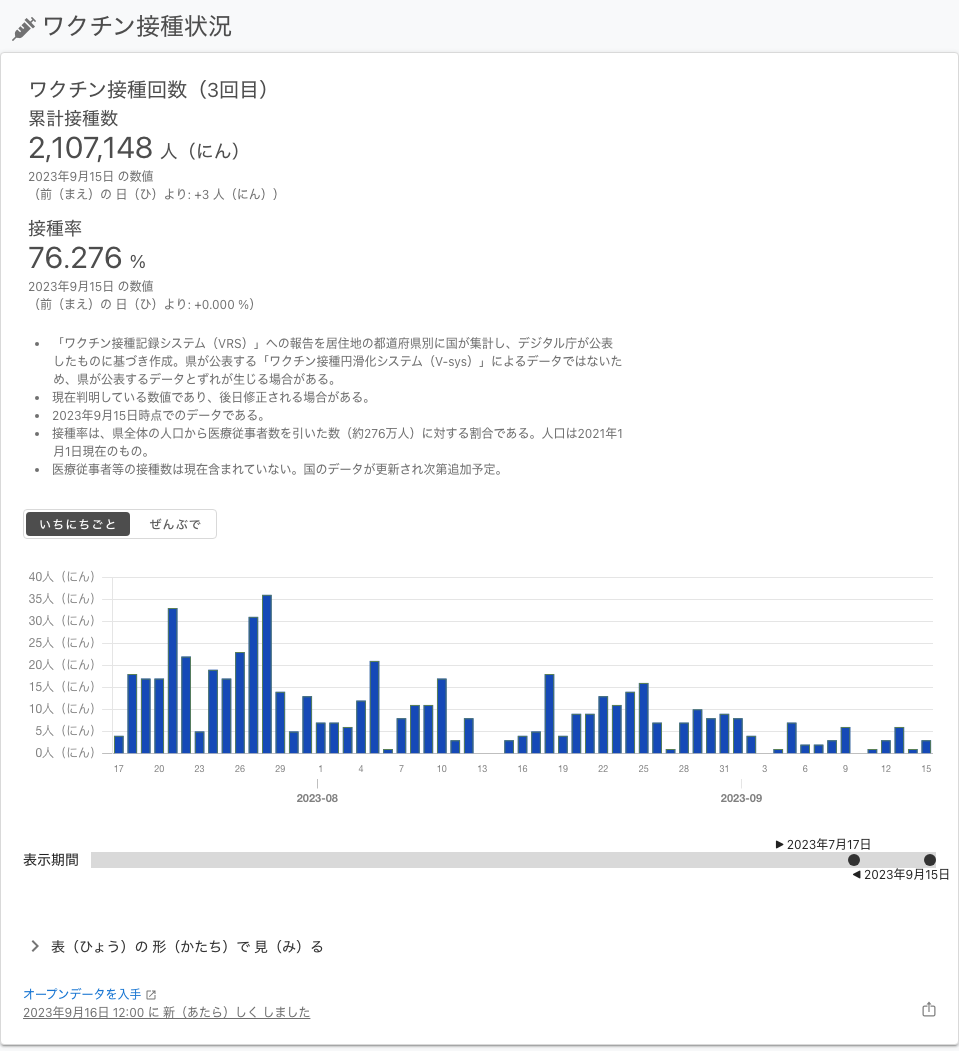 ワクチン接種状況
ワクチン接種回数（3回目）
累計接種数
2,107,148 人（にん）
2023年9月15日 の数値
（前（まえ）の 日（ひ）より: +3 人（にん））
接種率
76.276 %
2023年9月15日 の数値
（前（まえ）の 日（ひ）より: +0.000 %）
• 「ワクチン接種記録システム（VRS）」への報告を居住地の都道府県別に国が集計し、デジタル庁が公表
したものに基づき作成。県が公表する「ワクチン接種円滑化システム（V-sys）」によるデータではないた
め、県が公表するデータとずれが生じる場合がある。
• 現在判明している数値であり、後日修正される場合がある。
• 2023年9月15日時点でのデータである。
• 接種率は、県全体の人口から医療従事者数を引いた数（約276万人）に対する割合である。人口は2021年1
月1日現在のもの。
• 医療従事者等の接種数は現在含まれていない。国のデータが更新され次第追加予定。
いちにちごと ぜんぶで
40人（にん）
35人（にん）
30人（にん）
25人（にん）
20人（にん）
15人（にん）
10人（にん）
5人（にん）
0人（にん）
17 20 23 26 29 1 4 7 10 13 16 19 22 25 28 31 3 6 9 12 15
2023-08 2023-09
▶ 2023年7月17日
表示期間
◀ 2023年9月15日
表（ひょう）の 形（かたち）で 見（み）る
オープンデータを入手
2023年9月16日 12:00 に 新（あたら）しく しました